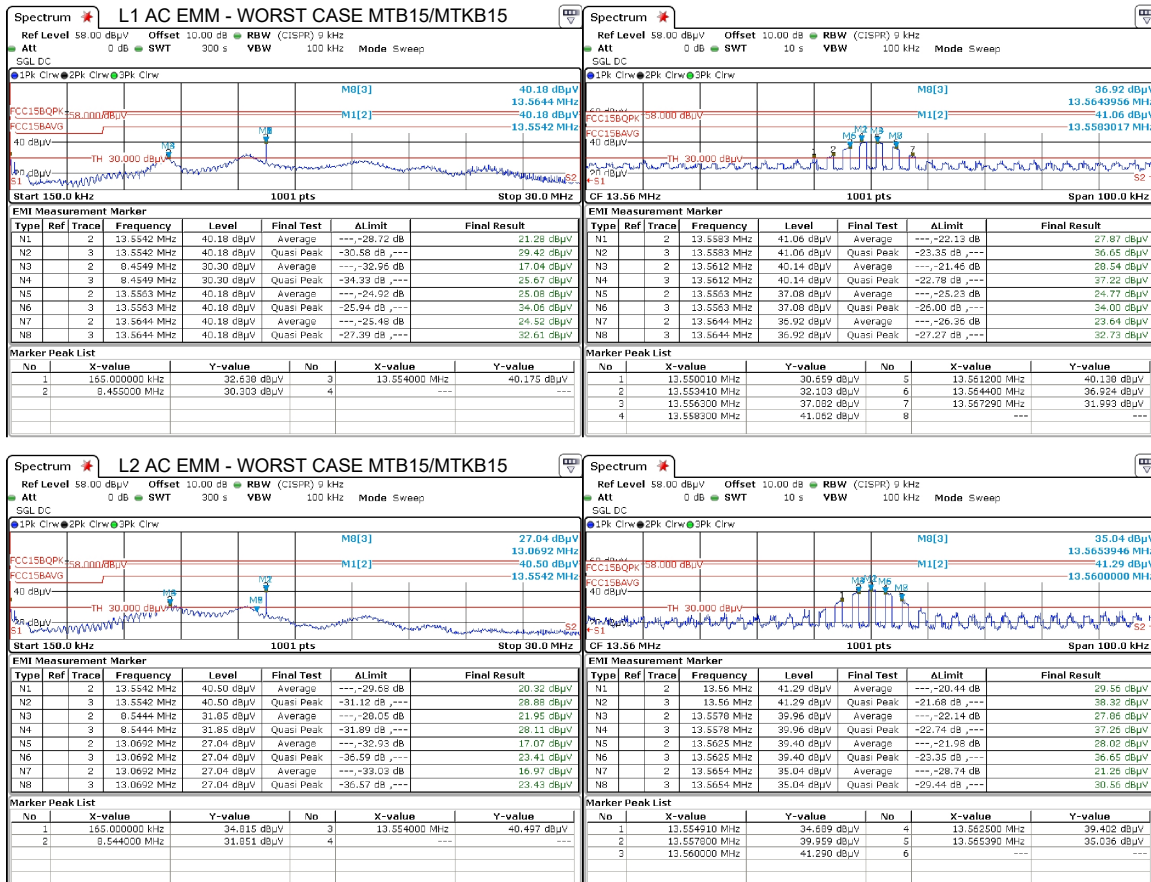 Spectrum L1 AC EMM - WORST CASE MTB15/MTKB15
Ref Level 58.00 dBµV Offset 10.00 dB RBW (CISPR) 9 kHz
Att 0 dB SWT 300 s VBW 100 kHz Mode Sweep
SGL DC
1Pk Clrw 2Pk Clrw 3Pk Clrw
M8[3] 40.18 dBµV
13.5644 MHz
FCC15BQPK 58.000 dBµV M1[2] 40.18 dBµV
FCC15BAVG 13.5542 MHz
40 dBµV
TH 30.000 dBµV
20 dBµV
S1 S2
Start 150.0 kHz 1001 pts Stop 30.0 MHz
EMI Measurement Marker
Type Ref Trace Frequency Level Final Test ΔLimit Final Result
N1 2 13.5542 MHz 40.18 dBµV Average ---,-28.72 dB 21.28 dBµV
N2 3 13.5542 MHz 40.18 dBµV Quasi Peak -30.58 dB ,--- 29.42 dBµV
N3 2 8.4549 MHz 30.30 dBµV Average ---,-32.96 dB 17.04 dBµV
N4 3 8.4549 MHz 30.30 dBµV Quasi Peak -34.33 dB ,--- 25.67 dBµV
N5 2 13.5563 MHz 40.18 dBµV Average ---,-24.92 dB 25.08 dBµV
N6 3 13.5563 MHz 40.18 dBµV Quasi Peak -25.94 dB ,--- 34.06 dBµV
N7 2 13.5644 MHz 40.18 dBµV Average ---,-25.48 dB 24.52 dBµV
N8 3 13.5644 MHz 40.18 dBµV Quasi Peak -27.39 dB ,--- 32.61 dBµV
Marker Peak List
No X-value Y-value No X-value Y-value
1 165.000000 kHz 32.638 dBµV 3 13.554000 MHz 40.175 dBµV
2 8.455000 MHz 30.303 dBµV 4 --- ---
Spectrum
Ref Level 58.00 dBµV Offset 10.00 dB RBW (CISPR) 9 kHz
Att 0 dB SWT 10 s VBW 100 kHz Mode Sweep
SGL DC
1Pk Clrw 2Pk Clrw 3Pk Clrw
M8[3] 36.92 dBµV
13.5643956 MHz
FCC15BQPK 58.000 dBµV M1[2] 41.06 dBµV
FCC15BAVG 13.5583017 MHz
40 dBµV
TH 30.000 dBµV
20 dBµV
S1 S2
CF 13.56 MHz 1001 pts Span 100.0 kHz
EMI Measurement Marker
Type Ref Trace Frequency Level Final Test ΔLimit Final Result
N1 2 13.5583 MHz 41.06 dBµV Average ---,-22.13 dB 27.87 dBµV
N2 3 13.5583 MHz 41.06 dBµV Quasi Peak -23.35 dB ,--- 36.65 dBµV
N3 2 13.5612 MHz 40.14 dBµV Average ---,-21.46 dB 28.54 dBµV
N4 3 13.5612 MHz 40.14 dBµV Quasi Peak -22.78 dB ,--- 37.22 dBµV
N5 2 13.5563 MHz 37.08 dBµV Average ---,-25.23 dB 24.77 dBµV
N6 3 13.5563 MHz 37.08 dBµV Quasi Peak -26.00 dB ,--- 34.00 dBµV
N7 2 13.5644 MHz 36.92 dBµV Average ---,-26.36 dB 23.64 dBµV
N8 3 13.5644 MHz 36.92 dBµV Quasi Peak -27.27 dB ,--- 32.73 dBµV
Marker Peak List
No X-value Y-value No X-value Y-value
1 13.550010 MHz 30.659 dBµV 5 13.561200 MHz 40.138 dBµV
2 13.553410 MHz 32.103 dBµV 6 13.564400 MHz 36.924 dBµV
3 13.556300 MHz 37.082 dBµV 7 13.567290 MHz 31.993 dBµV
4 13.558300 MHz 41.062 dBµV 8 --- ---
Spectrum L2 AC EMM - WORST CASE MTB15/MTKB15
Ref Level 58.00 dBµV Offset 10.00 dB RBW (CISPR) 9 kHz
Att 0 dB SWT 300 s VBW 100 kHz Mode Sweep
SGL DC
1Pk Clrw 2Pk Clrw 3Pk Clrw
M8[3] 27.04 dBµV
13.0692 MHz
FCC15BQPK 58.000 dBµV M1[2] 40.50 dBµV
FCC15BAVG 13.5542 MHz
40 dBµV
TH 30.000 dBµV
20 dBµV
S1 S2
Start 150.0 kHz 1001 pts Stop 30.0 MHz
EMI Measurement Marker
Type Ref Trace Frequency Level Final Test ΔLimit Final Result
N1 2 13.5542 MHz 40.50 dBµV Average ---,-29.68 dB 20.32 dBµV
N2 3 13.5542 MHz 40.50 dBµV Quasi Peak -31.12 dB ,--- 28.88 dBµV
N3 2 8.5444 MHz 31.85 dBµV Average ---,-28.05 dB 21.95 dBµV
N4 3 8.5444 MHz 31.85 dBµV Quasi Peak -31.89 dB ,--- 28.11 dBµV
N5 2 13.0692 MHz 27.04 dBµV Average ---,-32.93 dB 17.07 dBµV
N6 3 13.0692 MHz 27.04 dBµV Quasi Peak -36.59 dB ,--- 23.41 dBµV
N7 2 13.0692 MHz 27.04 dBµV Average ---,-33.03 dB 16.97 dBµV
N8 3 13.0692 MHz 27.04 dBµV Quasi Peak -36.57 dB ,--- 23.43 dBµV
Marker Peak List
No X-value Y-value No X-value Y-value
1 165.000000 kHz 34.815 dBµV 3 13.554000 MHz 40.497 dBµV
2 8.544000 MHz 31.851 dBµV 4 --- ---
Spectrum
Ref Level 58.00 dBµV Offset 10.00 dB RBW (CISPR) 9 kHz
Att 0 dB SWT 10 s VBW 100 kHz Mode Sweep
SGL DC
1Pk Clrw 2Pk Clrw 3Pk Clrw
M8[3] 35.04 dBµV
13.5653946 MHz
FCC15BQPK 58.000 dBµV M1[2] 41.29 dBµV
FCC15BAVG 13.5600000 MHz
40 dBµV
TH 30.000 dBµV
20 dBµV
S1 S2
CF 13.56 MHz 1001 pts Span 100.0 kHz
EMI Measurement Marker
Type Ref Trace Frequency Level Final Test ΔLimit Final Result
N1 2 13.56 MHz 41.29 dBµV Average ---,-20.44 dB 29.56 dBµV
N2 3 13.56 MHz 41.29 dBµV Quasi Peak -21.68 dB ,--- 38.32 dBµV
N3 2 13.5578 MHz 39.96 dBµV Average ---,-22.14 dB 27.86 dBµV
N4 3 13.5578 MHz 39.96 dBµV Quasi Peak -22.74 dB ,--- 37.26 dBµV
N5 2 13.5625 MHz 39.40 dBµV Average ---,-21.98 dB 28.02 dBµV
N6 3 13.5625 MHz 39.40 dBµV Quasi Peak -23.35 dB ,--- 36.65 dBµV
N7 2 13.5654 MHz 35.04 dBµV Average ---,-28.74 dB 21.26 dBµV
N8 3 13.5654 MHz 35.04 dBµV Quasi Peak -29.44 dB ,--- 30.56 dBµV
Marker Peak List
No X-value Y-value No X-value Y-value
1 13.554910 MHz 34.689 dBµV 4 13.562500 MHz 39.402 dBµV
2 13.557800 MHz 39.959 dBµV 5 13.565390 MHz 35.036 dBµV
3 13.560000 MHz 41.290 dBµV 6 --- ---